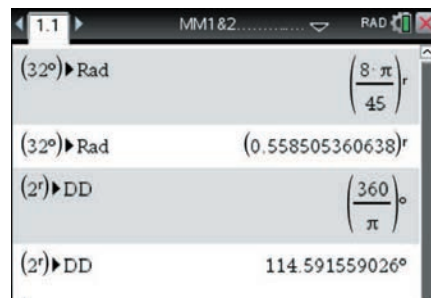 1.1 MM1&2............. RAD
(32°)▶Rad (8·π/45)ʳ
(32°)▶Rad (0.558505360638)ʳ
(2ʳ)▶DD (360/π)°
(2ʳ)▶DD 114.591559026°